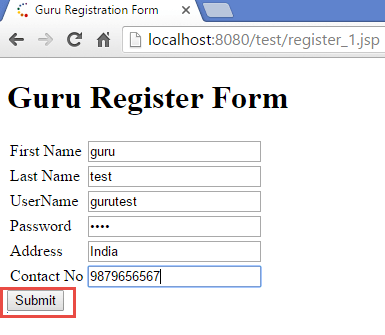 Guru Registration Form
localhost:8080/test/register_1.jsp
Guru Register Form
First Name guru
Last Name test
UserName gurutest
Password ••••
Address India
Contact No 9879656567
Submit